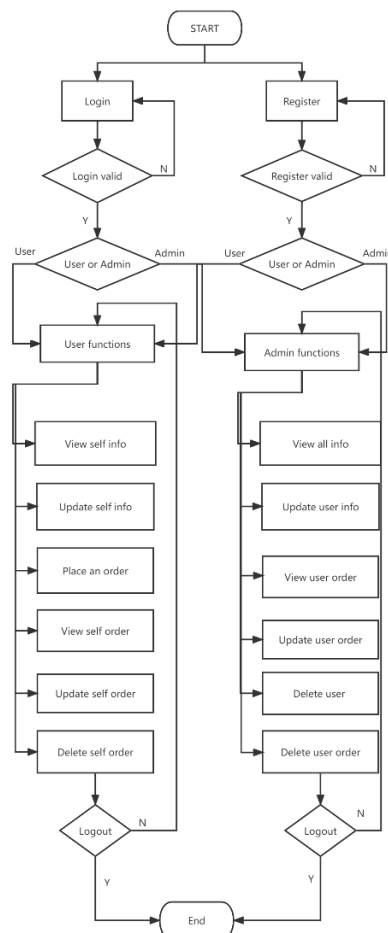 START
Login
Register
N
N
Login valid
Register valid
Y
Y
User
Admin
User
Admi
User or Admin
User or Admin
User functions
Admin functions
View self info
View all info
Update self info
Update user info
Place an order
View user order
View self order
Update user order
Update self order
Delete user
Delete self order
Delete user order
N
N
Logout
Logout
Y
Y
End